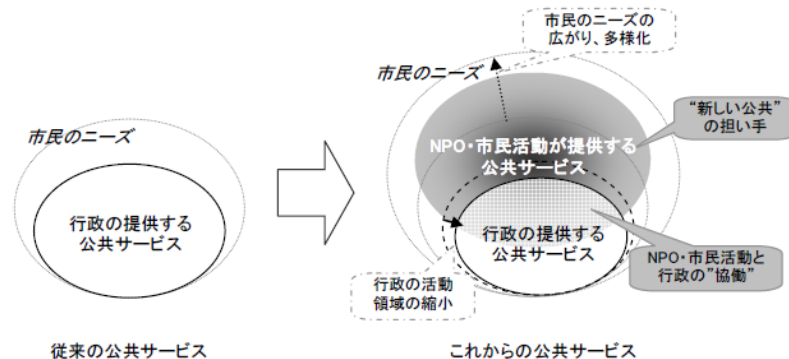 市民のニーズ
行政の提供する
公共サービス
従来の公共サービス
市民のニーズの
広がり、多様化
市民のニーズ
“新しい公共”
の担い手
NPO・市民活動が提供する
公共サービス
行政の提供する
公共サービス
NPO・市民活動と
行政の”協働”
行政の活動
領域の縮小
これからの公共サービス